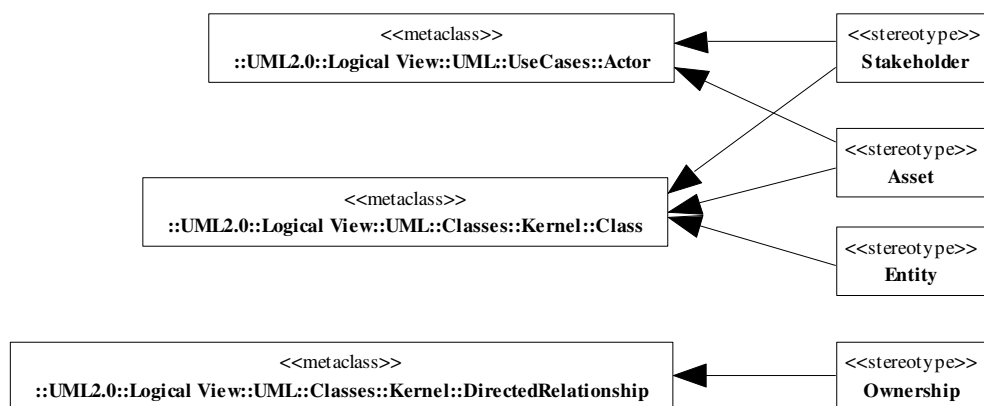 <<metaclass>>
::UML2.0::Logical View::UML::UseCases::Actor
<<stereotype>>
Stakeholder
<<stereotype>>
Asset
<<metaclass>>
::UML2.0::Logical View::UML::Classes::Kernel::Class
<<stereotype>>
Entity
<<metaclass>>
::UML2.0::Logical View::UML::Classes::Kernel::DirectedRelationship
<<stereotype>>
Ownership